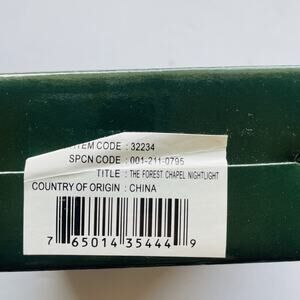 ITEM CODE : 32234
SPCN CODE : 001-211-0795
TITLE : THE FOREST CHAPEL NIGHTLIGHT
COUNTRY OF ORIGIN : CHINA
7 65014 35444 9